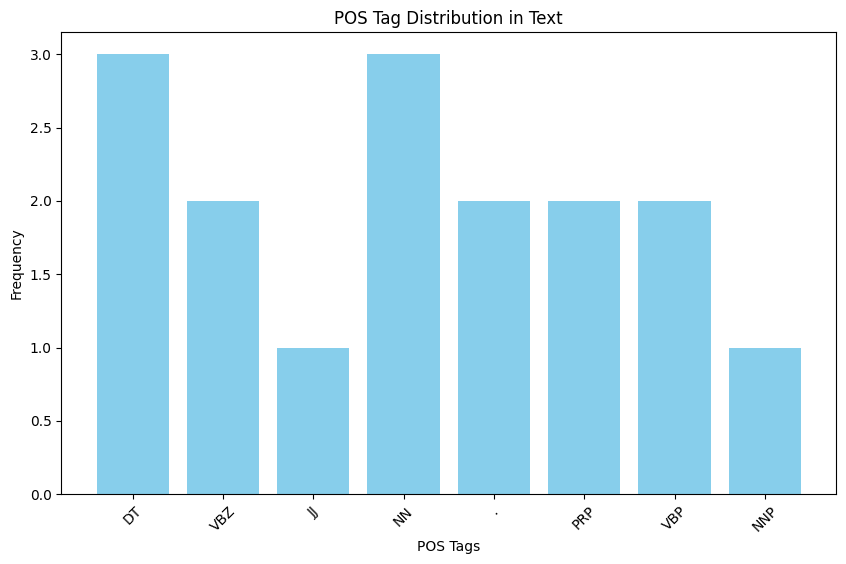 POS Tag Distribution in Text
3.0
2.5
2.0
1.5
1.0
0.5
0.0
Frequency
DT VBZ JJ NN . PRP VBP NNP
POS Tags